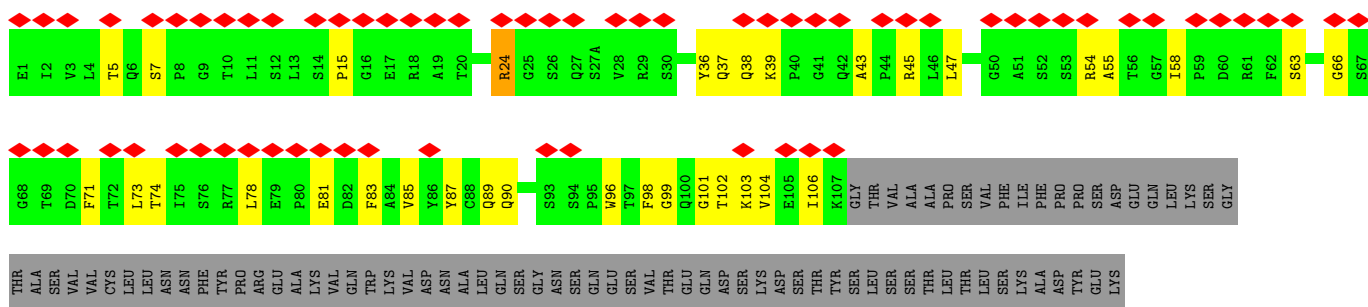 E1 I2 V3 L4 T5 Q6 S7 P8 G9 T10 L11 S12 L13 S14 P15 G16 E17 R18 A19 T20 R24 G25 S26 Q27 S27A V28 R29 S30 Y36 Q37 Q38 K39 P40 G41 Q42 A43 P44 R45 L46 L47 G50 A51 S52 S53 R54 A55 T56 G57 I58 P59 D60 R61 F62 S63 G66 S67
G68 T69 D70 F71 T72 L73 T74 I75 S76 R77 L78 E79 P80 E81 D82 F83 A84 V85 Y86 Y87 C88 Q89 Q90 S93 S94 P95 W96 T97 F98 G99 Q100 G101 T102 K103 V104 E105 I106 K107 GLY THR VAL ALA ALA PRO SER VAL PHE ILE PHE PRO PRO SER ASP GLU GLN LEU LYS SER GLY
THR ALA SER VAL VAL CYS LEU LEU ASN ASN PHE TYR PRO ARG GLU ALA LYS VAL GLN TRP LYS VAL ASP ASN ALA LEU GLN SER GLY ASN SER GLN GLU SER VAL THR GLU GLN ASP SER LYS ASP SER THR TYR SER LEU SER SER THR LEU THR LEU SER LYS ALA ASP TYR GLU LYS